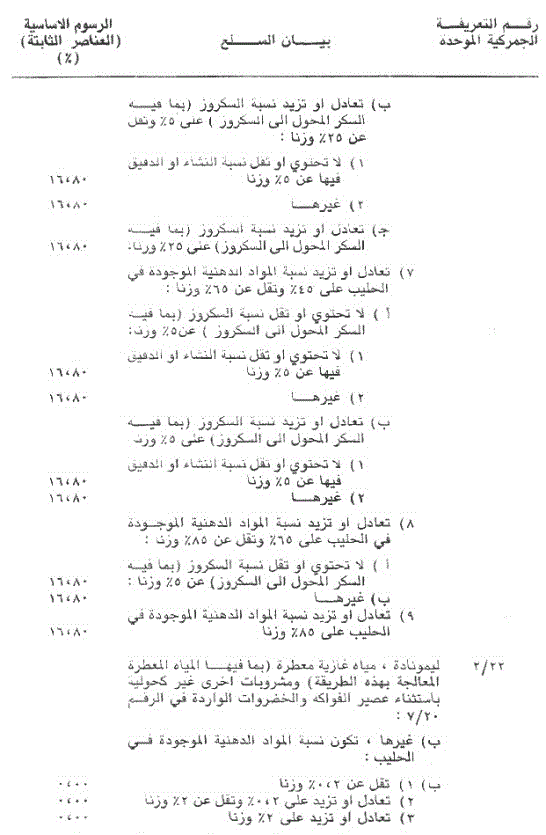 رقم التعريفة الجمركية الموحدة
بيان السلع
الرسوم الاساسية (العناصر الثابتة) (٪)
ب) تعادل او تزيد نسبة السكروز (بما فيه
السكر المحول الى السكروز) على ٥٪ وتقل
عن ٢٥٪ وزنا :
١) لا تحتوي او تقل نسبة النشاء او الدقيق
فيها عن ٥٪ وزنا ١٦،٨٠
٢) غيرها ١٦،٨٠
ج) تعادل او تزيد نسبة السكروز (بما فيه
السكر المحول الى السكروز) على ٢٥٪ وزنا، ١٦،٨٠
٧) تعادل او تزيد نسبة المواد الدهنية الموجودة في
الحليب على ٤٥٪ وتقل عن ٦٥٪ وزنا :
أ ) لا تحتوي او تقل نسبة السكروز (بما فيه
السكر المحول الى السكروز ) عن٥٪ وزنا:
١) لا تحتوي او تقل نسبة النشاء او الدقيق
فيها عن ٥٪ وزنا ١٦،٨٠
٢) غيرها ١٦،٨٠
ب) تعادل او تزيد نسبة السكروز (بما فيه
السكر المحول الى السكروز) على ٥٪ وزنا
١) لا تحتوي او تقل نسبة النشاء او الدقيق
فيها عن ٥٪ وزنا ١٦،٨٠
٢) غيرها ١٦،٨٠
٨) تعادل او تزيد نسبة المواد الدهنية الموجودة
في الحليب على ٦٥٪ وتقل عن ٨٥٪ وزنا :
أ ) لا تحتوي او تقل نسبة السكروز (بما فيه
السكر المحول الى السكروز) عن ٥٪ وزنا : ١٦،٨٠
ب) غيرها ١٦،٨٠
٩) تعادل او تزيد نسبة المواد الدهنية الموجودة في
الحليب على ٨٥٪ وزنا ١٦،٨٠
٢/٢٢ ليمونادة ، مياه غازية معطرة (بما فيها المياه المعطرة
المعالجة بهذه الطريقة) ومشروبات اخرى غير كحولية
بأستثناء عصير الفواكه والخضروات الواردة في الرقم
٧/٢٠ :
ب) غيرها ، تكون نسبة المواد الدهنية الموجودة في
الحليب :
ب) ١) تقل عن ٠،٢٪ وزنا ٠،٠٠
٢) تعادل او تزيد على ٠،٢٪ وتقل عن ٢٪ وزنا ٠،٠٠
٣) تعادل او تزيد على ٢٪ وزنا ٠،٠٠